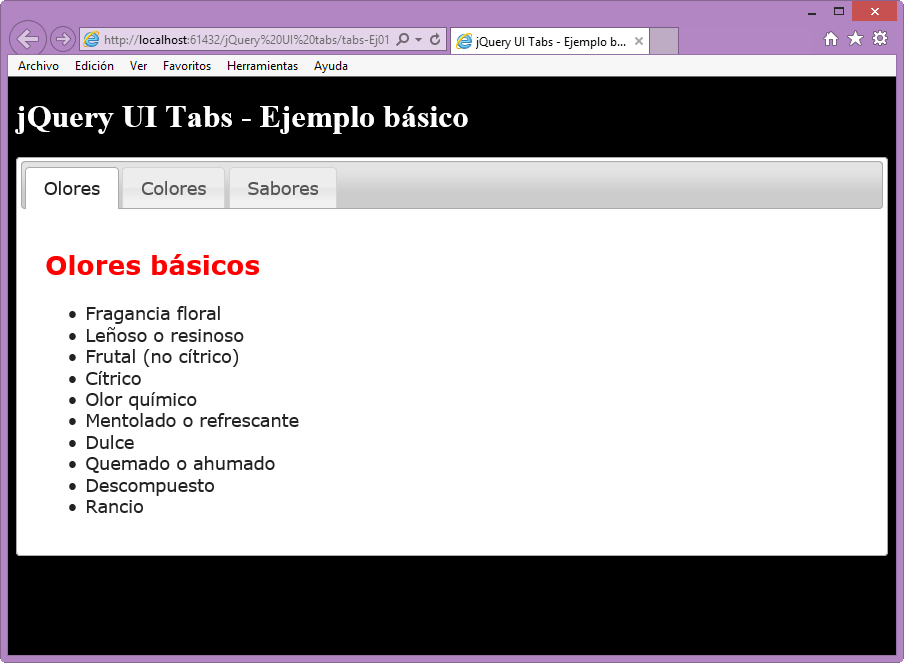 http://localhost:61432/jQuery%20UI%20tabs/tabs-Ej01
jQuery UI Tabs - Ejemplo b...
Archivo Edición Ver Favoritos Herramientas Ayuda
jQuery UI Tabs - Ejemplo básico
Olores Colores Sabores
Olores básicos
• Fragancia floral
• Leñoso o resinoso
• Frutal (no cítrico)
• Cítrico
• Olor químico
• Mentolado o refrescante
• Dulce
• Quemado o ahumado
• Descompuesto
• Rancio